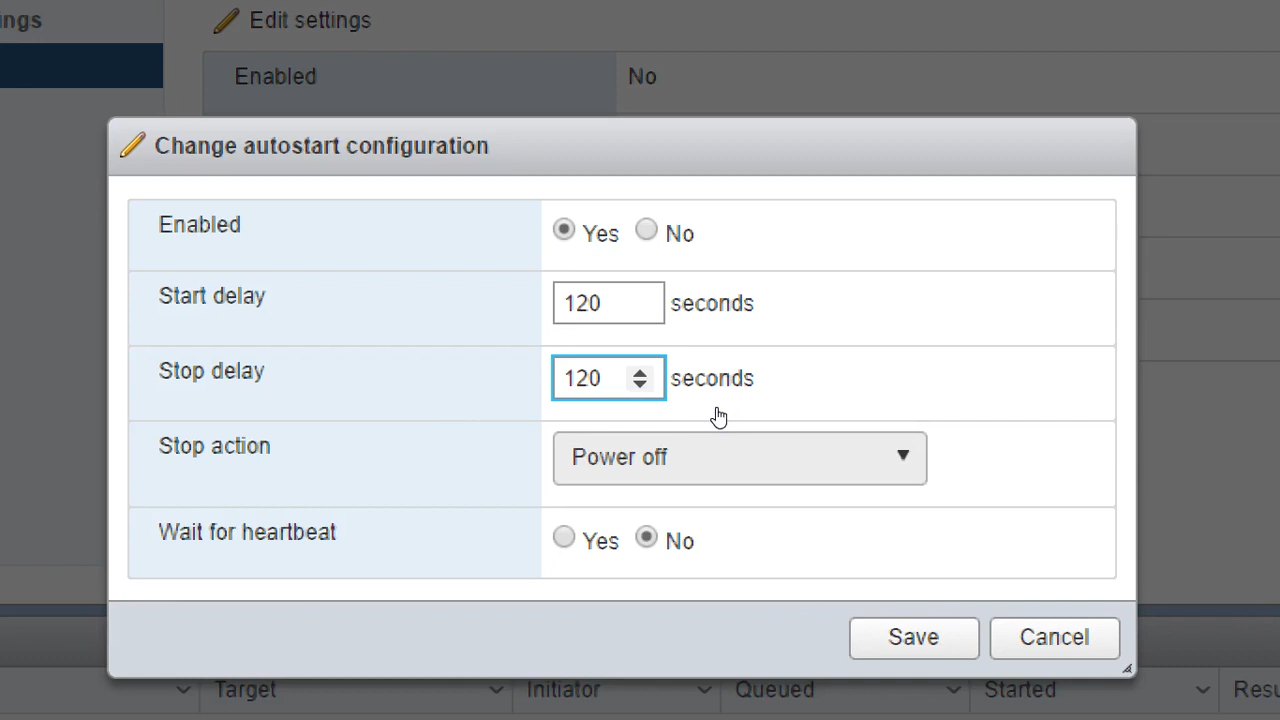 ngs
Edit settings
Enabled No
Change autostart configuration
Enabled Yes No
Start delay 120 seconds
Stop delay 120 seconds
Stop action Power off
Wait for heartbeat Yes No
Save Cancel
Target Initiator Queued Started Resu